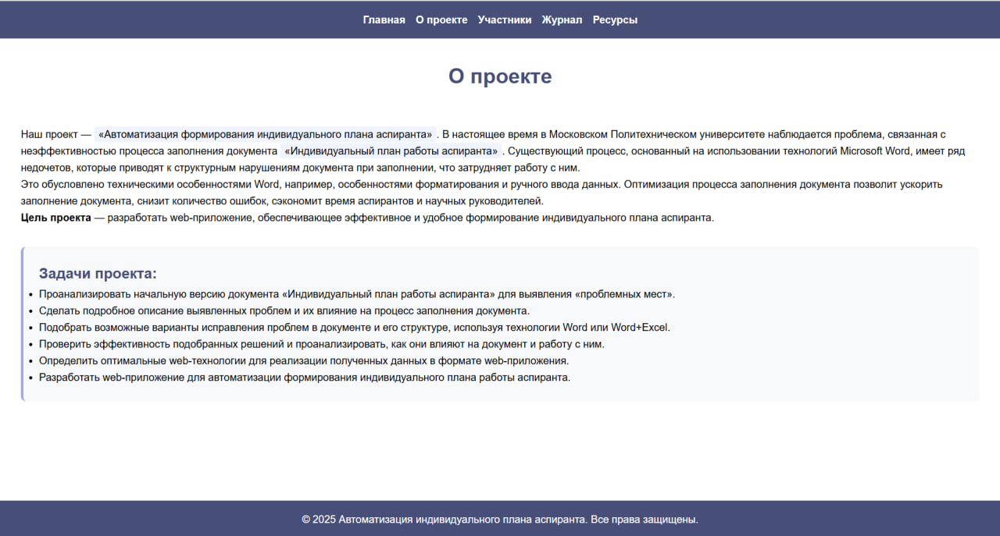 Главная О проекте Участники Журнал Ресурсы
О проекте
Наш проект — «Автоматизация формирования индивидуального плана аспиранта» . В настоящее время в Московском Политехническом университете наблюдается проблема, связанная с
неэффективностью процесса заполнения документа «Индивидуальный план работы аспиранта» . Существующий процесс, основанный на использовании технологий Microsoft Word, имеет ряд
недочетов, которые приводят к структурным нарушениям документа при заполнении, что затрудняет работу с ним.
Это обусловлено техническими особенностями Word, например, особенностями форматирования и ручного ввода данных. Оптимизация процесса заполнения документа позволит ускорить
заполнение документа, снизит количество ошибок, сэкономит время аспирантов и научных руководителей.
Цель проекта — разработать web-приложение, обеспечивающее эффективное и удобное формирование индивидуального плана аспиранта.
Задачи проекта:
• Проанализировать начальную версию документа «Индивидуальный план работы аспиранта» для выявления «проблемных мест».
• Сделать подробное описание выявленных проблем и их влияние на процесс заполнения документа.
• Подобрать возможные варианты исправления проблем в документе и его структуре, используя технологии Word или Word+Excel.
• Проверить эффективность подобранных решений и проанализировать, как они влияют на документ и работу с ним.
• Определить оптимальные web-технологии для реализации полученных данных в формате web-приложения.
• Разработать web-приложение для автоматизации формирования индивидуального плана работы аспиранта.
© 2025 Автоматизация индивидуального плана аспиранта. Все права защищены.